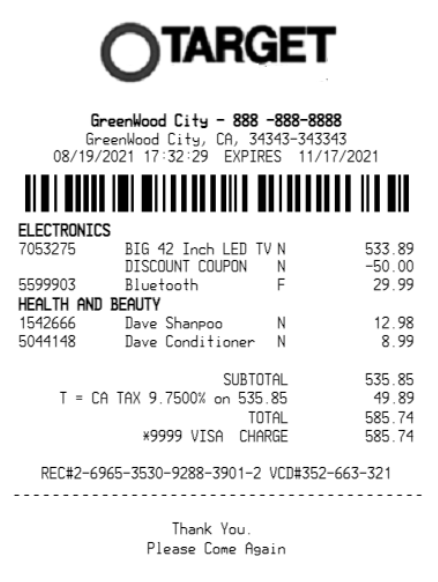 TARGET
GreenWood City - 888 -888-8888
GreenWood City, CA, 34343-343343
08/19/2021 17:32:29 EXPIRES 11/17/2021
ELECTRONICS
7053275 BIG 42 Inch LED TV N 533.89
DISCOUNT COUPON N -50.00
5599903 Bluetooth F 29.99
HEALTH AND BEAUTY
1542666 Dave Shanpoo N 12.98
5044148 Dave Conditioner N 8.99
SUBTOTAL 535.85
T = CA TAX 9.7500% on 535.85 49.89
TOTAL 585.74
*9999 VISA CHARGE 585.74
REC#2-6965-3530-9288-3901-2 VCD#352-663-321
Thank You.
Please Come Again